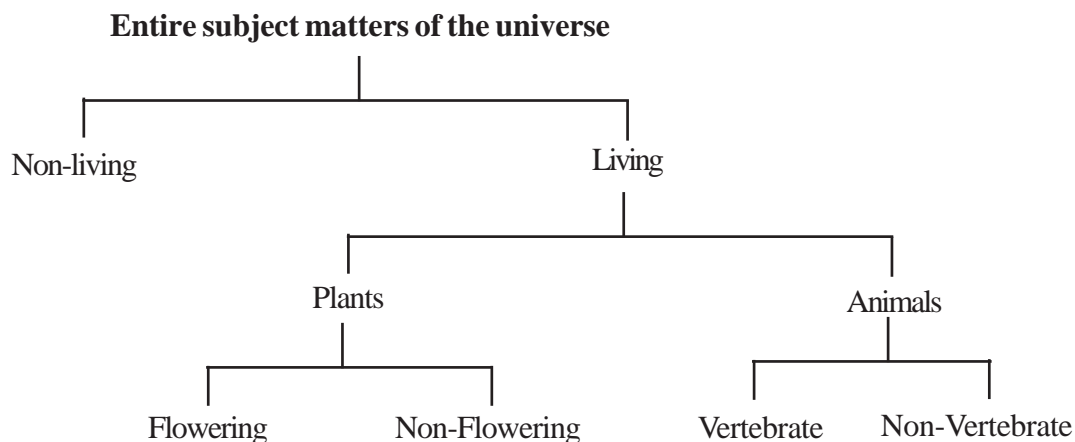 Entire subject matters of the universe
Non-living
Living
Plants
Animals
Flowering
Non-Flowering
Vertebrate
Non-Vertebrate